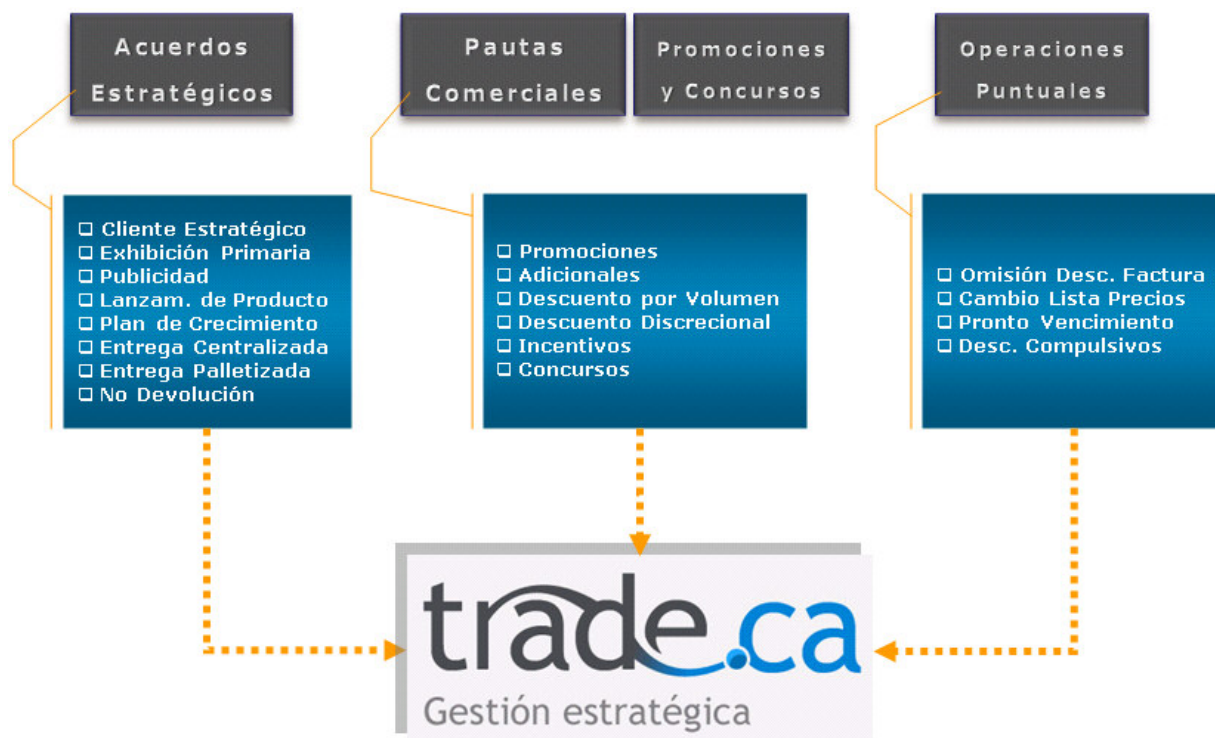 Acuerdos
Estratégicos
Pautas
Comerciales
Promociones
y Concursos
Operaciones
Puntuales
❑ Cliente Estratégico
❑ Exhibición Primaria
❑ Publicidad
❑ Lanzam. de Producto
❑ Plan de Crecimiento
❑ Entrega Centralizada
❑ Entrega Palletizada
❑ No Devolución
❑ Promociones
❑ Adicionales
❑ Descuento por Volumen
❑ Descuento Discrecional
❑ Incentivos
❑ Concursos
❑ Omisión Desc. Factura
❑ Cambio Lista Precios
❑ Pronto Vencimiento
❑ Desc. Compulsivos
trade.ca
Gestión estratégica